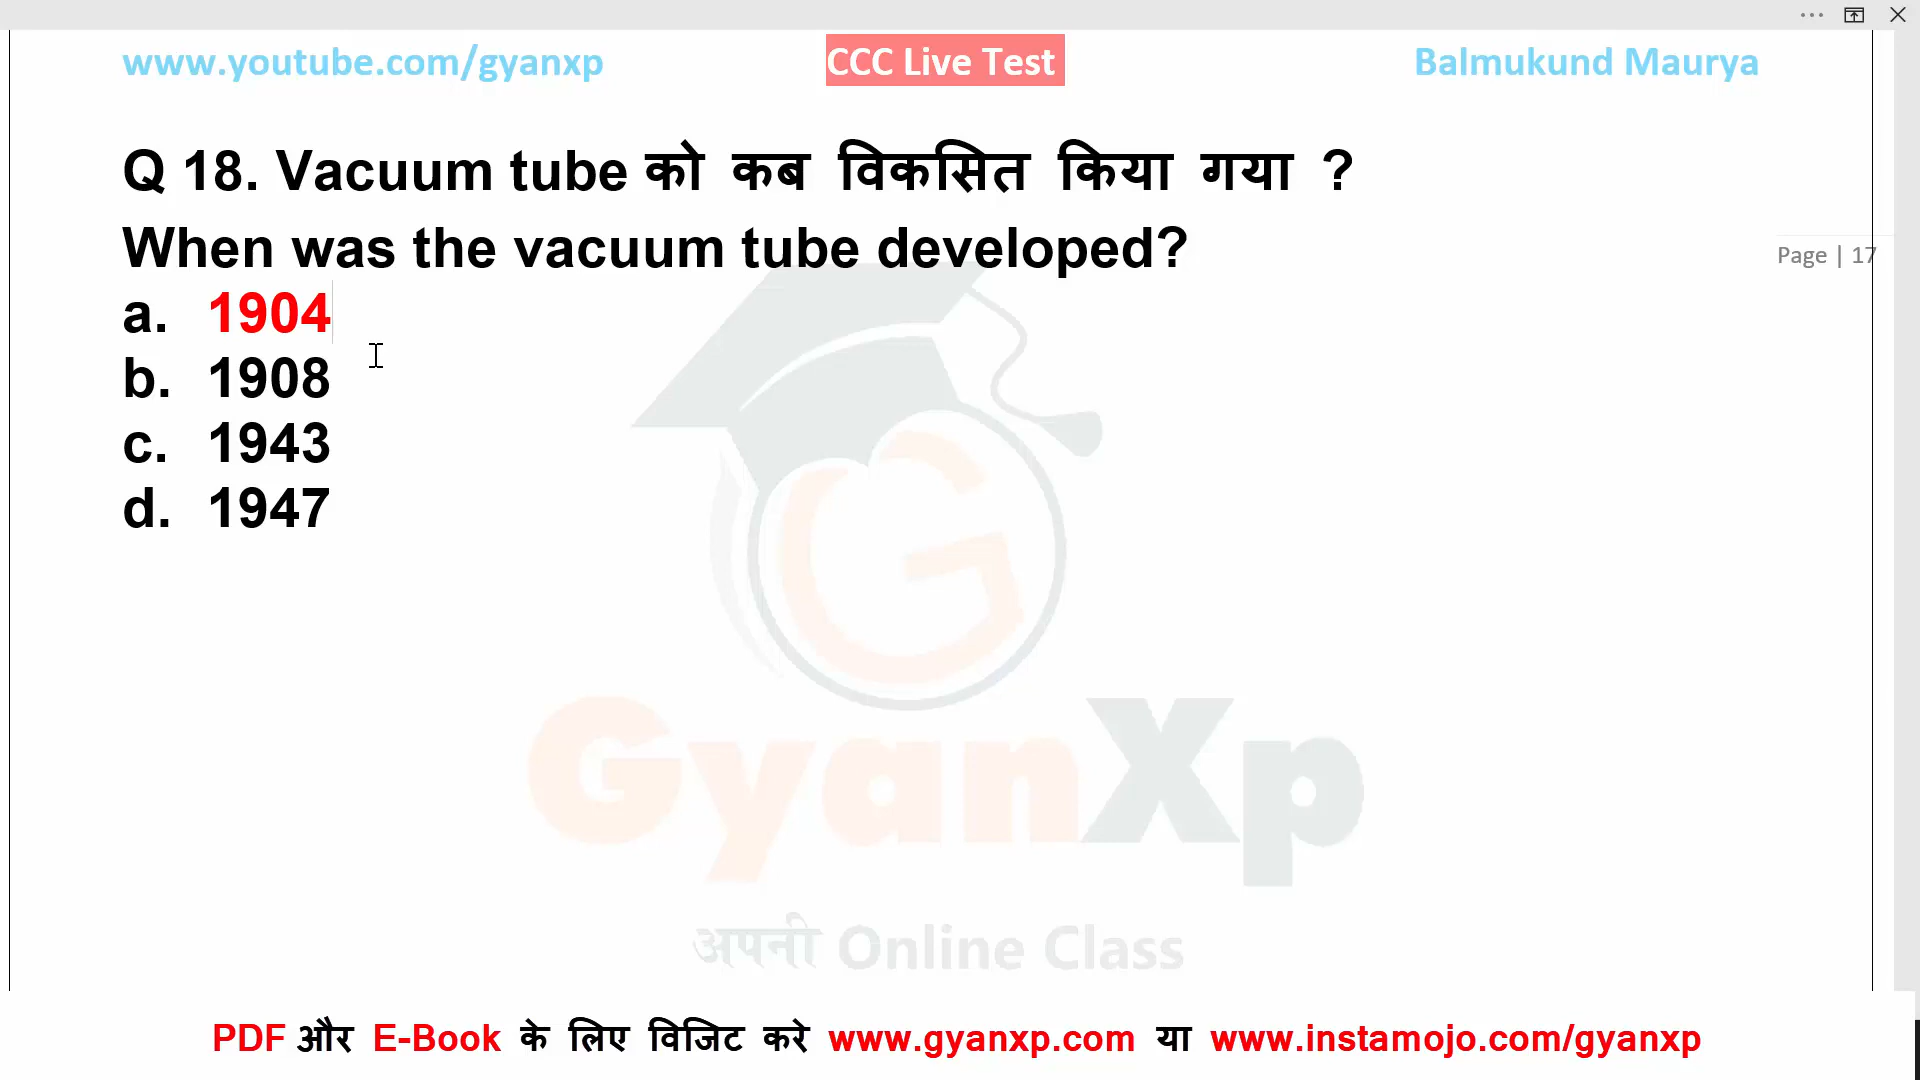 www.youtube.com/gyanxp CCC Live Test Balmukund Maurya
Q 18. Vacuum tube को कब विकसित किया गया ?
When was the vacuum tube developed?
Page | 17
a. 1904
b. 1908
c. 1943
d. 1947
G
GyanXp
अपनी Online Class
PDF और E-Book के लिए विजिट करे www.gyanxp.com या www.instamojo.com/gyanxp